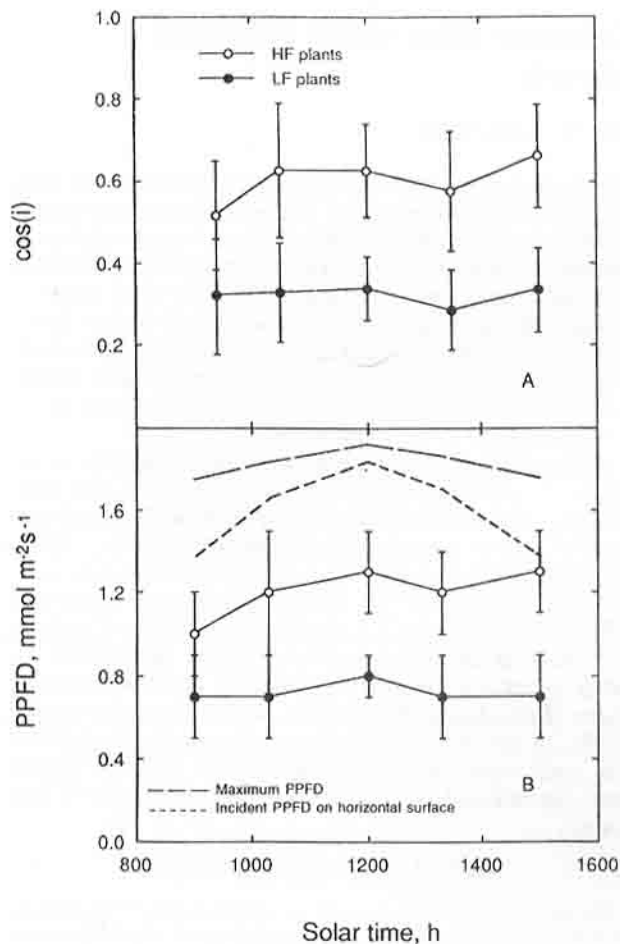 1.0
HF plants
LF plants
0.8
0.6
cos(i)
0.4
0.2
A
1.6
1.2
PPFD, mmol m-2s-1
0.8
0.4
B
Maximum PPFD
Incident PPFD on horizontal surface
0.0
800 1000 1200 1400 1600
Solar time, h